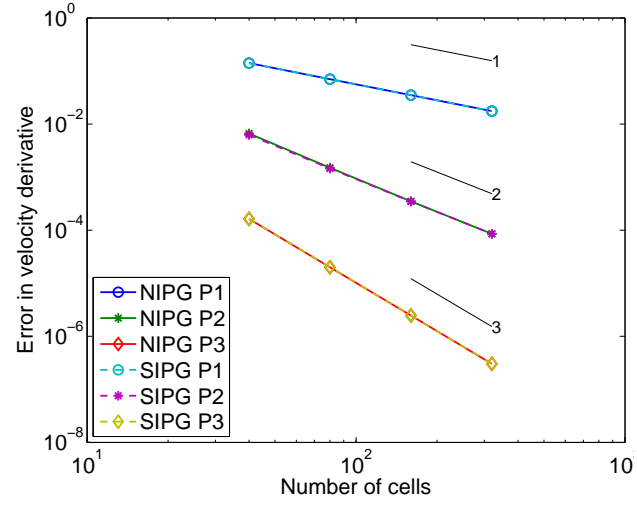 10^0
10^-2
10^-4
10^-6
10^-8
Error in velocity derivative
1
2
3
NIPG P1
NIPG P2
NIPG P3
SIPG P1
SIPG P2
SIPG P3
10^1
10^2
Number of cells